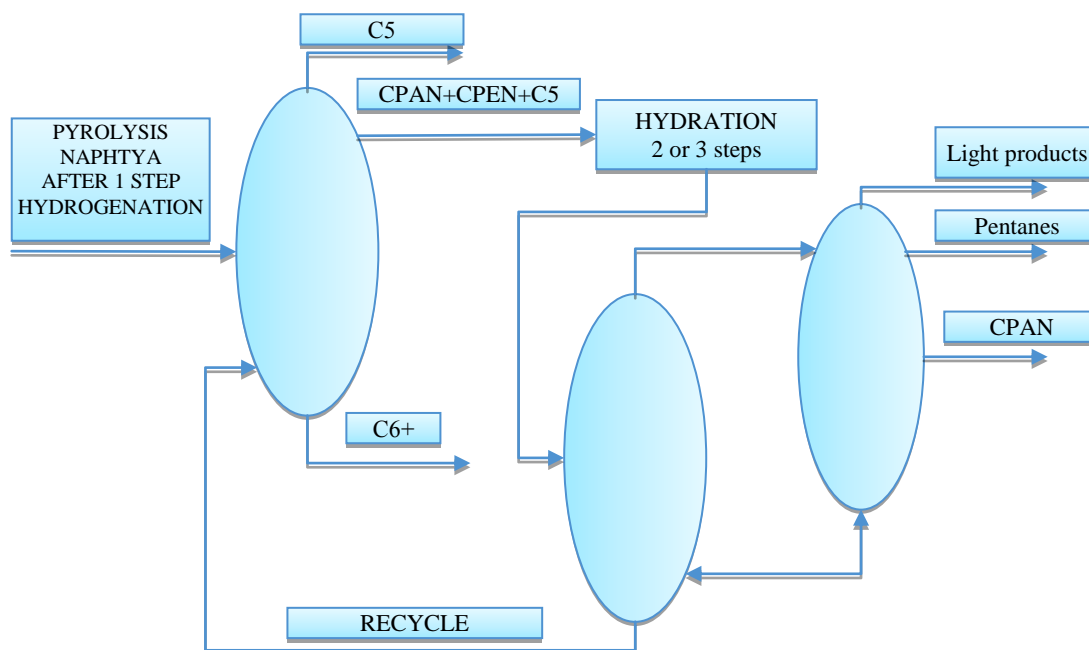 C5
CPAN+CPEN+C5
PYROLYSIS
NAPHTYA
AFTER 1 STEP
HYDROGENATION
HYDRATION
2 or 3 steps
Light products
Pentanes
CPAN
C6+
RECYCLE